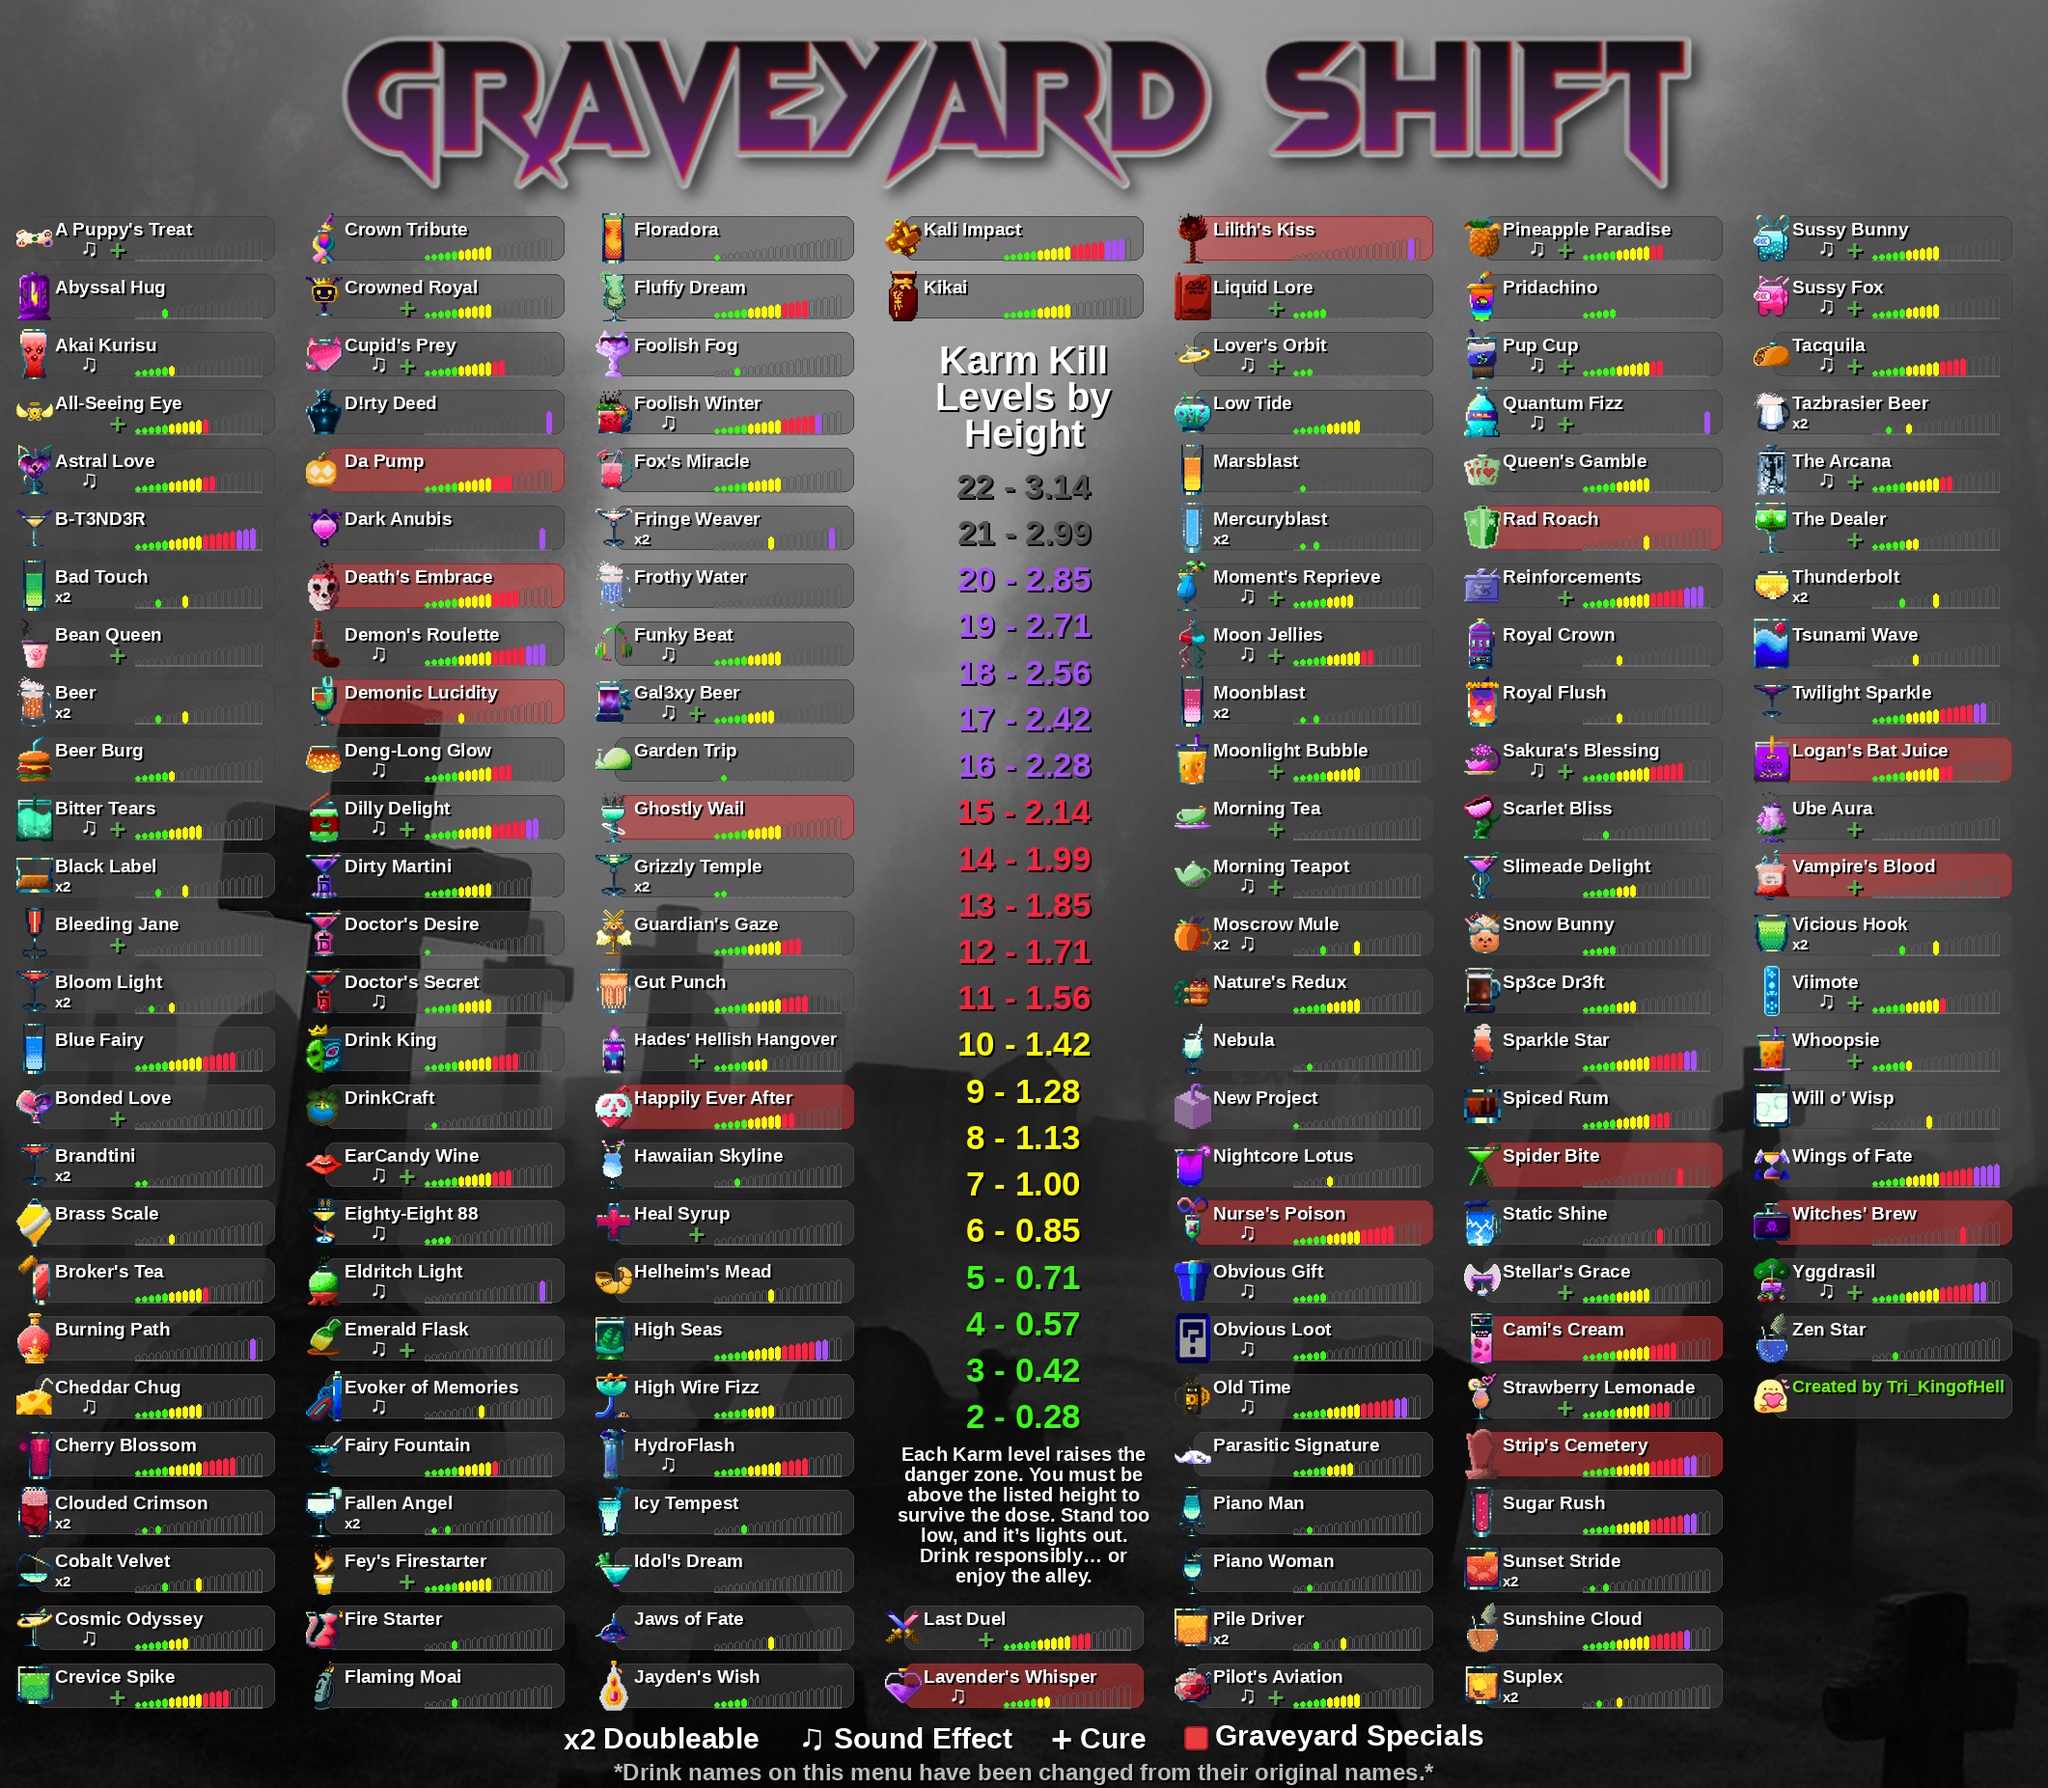 GRAVEYARD SHIFT
A Puppy's Treat
♫ +
Abyssal Hug
Akai Kurisu
♫
All-Seeing Eye
+
Astral Love
♫
B-T3ND3R
Bad Touch
x2
Bean Queen
+
Beer
x2
Beer Burg
Bitter Tears
♫ +
Black Label
x2
Bleeding Jane
+
Bloom Light
x2
Blue Fairy
Bonded Love
+
Brandtini
x2
Brass Scale
Broker's Tea
Burning Path
Cheddar Chug
♫
Cherry Blossom
Clouded Crimson
x2
Cobalt Velvet
x2
Cosmic Odyssey
♫
Crevice Spike
+
Crown Tribute
Crowned Royal
+
Cupid's Prey
♫ +
D!rty Deed
Da Pump
Dark Anubis
Death's Embrace
Demon's Roulette
♫
Demonic Lucidity
Deng-Long Glow
♫
Dilly Delight
♫ +
Dirty Martini
Doctor's Desire
Doctor's Secret
♫
Drink King
DrinkCraft
EarCandy Wine
♫ +
Eighty-Eight 88
♫
Eldritch Light
♫
Emerald Flask
♫ +
Evoker of Memories
♫
Fairy Fountain
Fallen Angel
x2
Fey's Firestarter
+
Fire Starter
Flaming Moai
Floradora
Fluffy Dream
Foolish Fog
Foolish Winter
♫
Fox's Miracle
Fringe Weaver
x2
Frothy Water
Funky Beat
♫
Gal3xy Beer
♫ +
Garden Trip
Ghostly Wail
Grizzly Temple
x2
Guardian's Gaze
Gut Punch
Hades' Hellish Hangover
+
Happily Ever After
Hawaiian Skyline
Heal Syrup
+
Helheim's Mead
High Seas
High Wire Fizz
HydroFlash
♫
Icy Tempest
Idol's Dream
Jaws of Fate
Jayden's Wish
Kali Impact
Kikai
Karm Kill
Levels by
Height
22 - 3.14
21 - 2.99
20 - 2.85
19 - 2.71
18 - 2.56
17 - 2.42
16 - 2.28
15 - 2.14
14 - 1.99
13 - 1.85
12 - 1.71
11 - 1.56
10 - 1.42
9 - 1.28
8 - 1.13
7 - 1.00
6 - 0.85
5 - 0.71
4 - 0.57
3 - 0.42
2 - 0.28
Each Karm level raises the
danger zone. You must be
above the listed height to
survive the dose. Stand too
low, and it's lights out.
Drink responsibly... or
enjoy the alley.
Last Duel
+
Lavender's Whisper
♫
Lilith's Kiss
Liquid Lore
+
Lover's Orbit
♫ +
Low Tide
Marsblast
Mercuryblast
x2
Moment's Reprieve
♫ +
Moon Jellies
♫ +
Moonblast
x2
Moonlight Bubble
+
Morning Tea
+
Morning Teapot
♫ +
Moscrow Mule
x2 ♫
Nature's Redux
Nebula
New Project
Nightcore Lotus
Nurse's Poison
♫
Obvious Gift
♫
Obvious Loot
♫
Old Time
♫
Parasitic Signature
Piano Man
Piano Woman
Pile Driver
x2
Pilot's Aviation
♫ +
Pineapple Paradise
♫ +
Pridachino
Pup Cup
♫ +
Quantum Fizz
♫ +
Queen's Gamble
Rad Roach
Reinforcements
+
Royal Crown
Royal Flush
Sakura's Blessing
♫ +
Scarlet Bliss
Slimeade Delight
Snow Bunny
Sp3ce Dr3ft
Sparkle Star
Spiced Rum
Spider Bite
Static Shine
Stellar's Grace
+
Cami's Cream
Strawberry Lemonade
+
Strip's Cemetery
Sugar Rush
Sunset Stride
x2
Sunshine Cloud
Suplex
x2
Sussy Bunny
♫ +
Sussy Fox
♫ +
Tacquila
♫ +
Tazbrasier Beer
x2
The Arcana
♫ +
The Dealer
+
Thunderbolt
x2
Tsunami Wave
Twilight Sparkle
Logan's Bat Juice
Ube Aura
+
Vampire's Blood
+
Vicious Hook
x2
Viimote
♫ +
Whoopsie
+
Will o' Wisp
Wings of Fate
Witches' Brew
Yggdrasil
♫ +
Zen Star
Created by Tri_KingofHell
x2 Doubleable ♫ Sound Effect + Cure Graveyard Specials
*Drink names on this menu have been changed from their original names.*